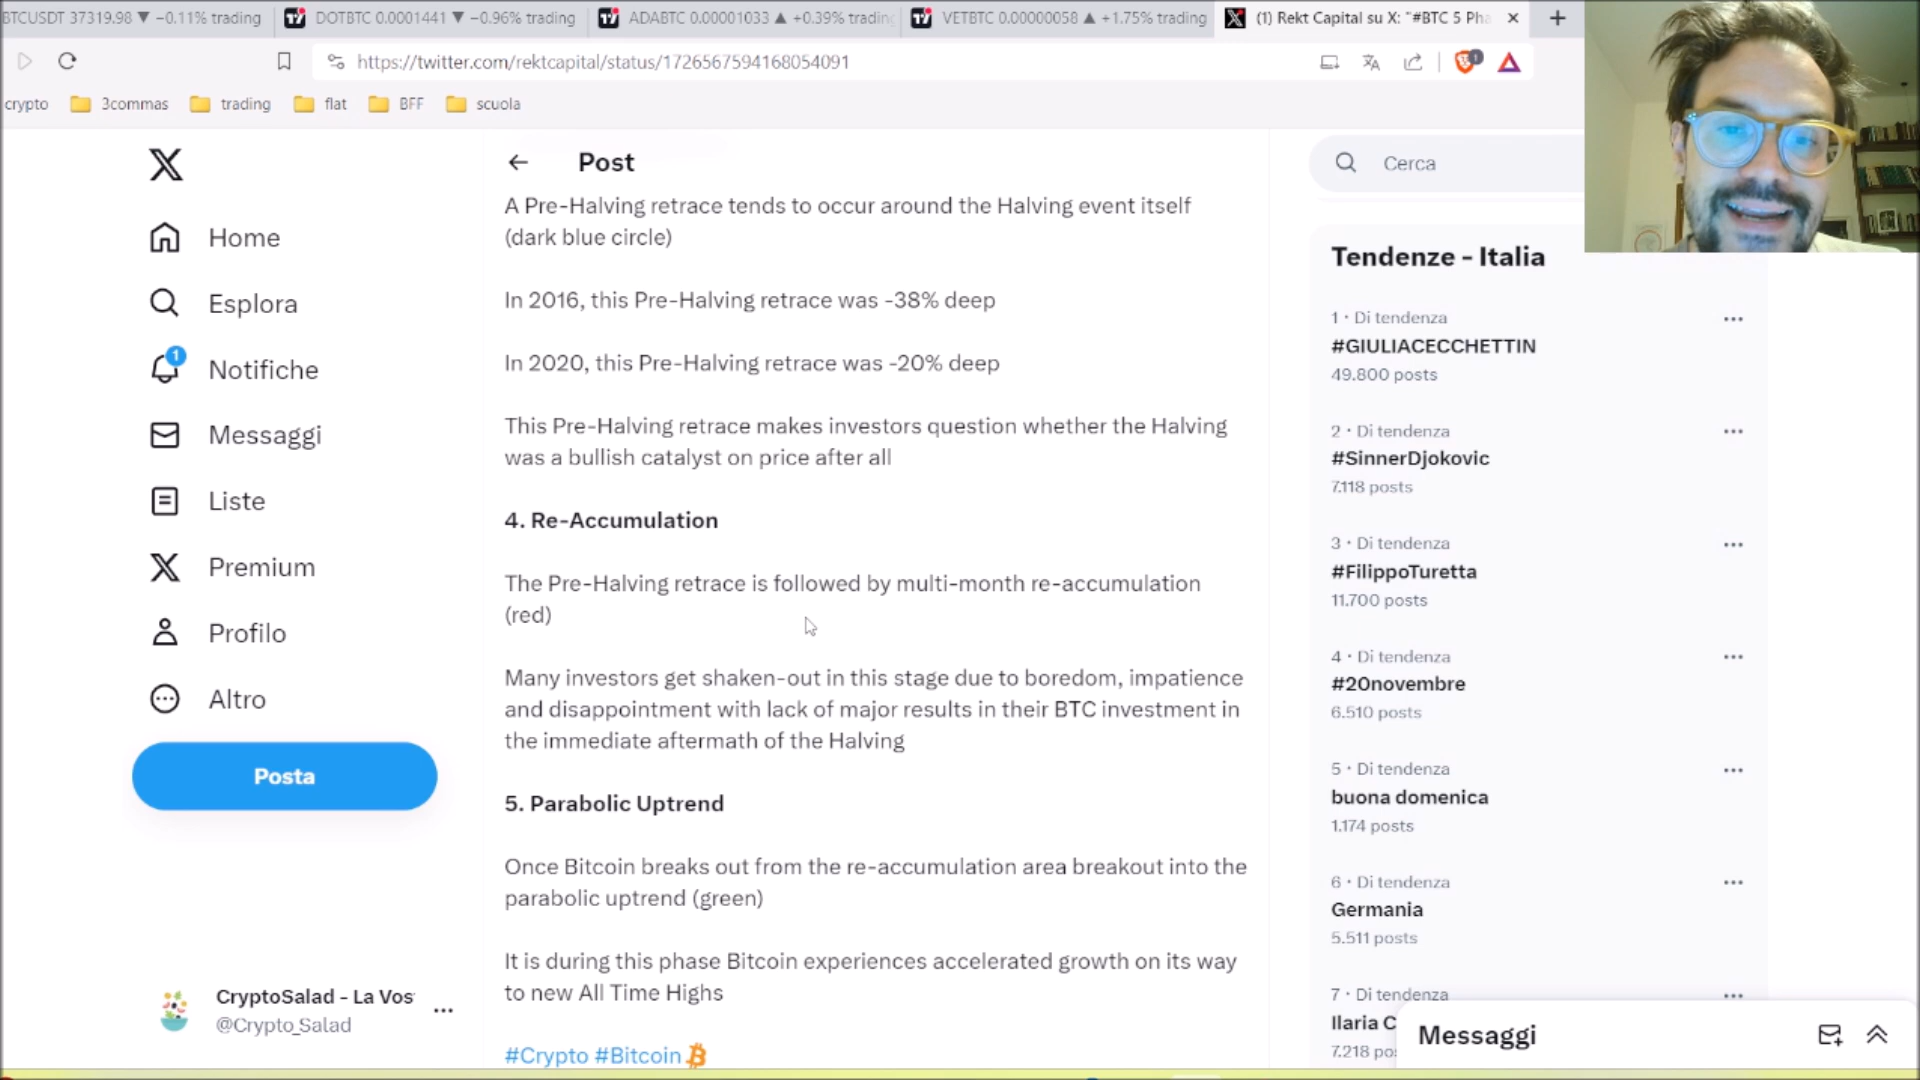 BTCUSDT 37319.98 ▼ −0.11% trading
DOTBTC 0.0001441 ▼ −0.96% trading
ADABTC 0.00001033 ▲ +0.39% trading
VETBTC 0.00000058 ▲ +1.75% trading
(1) Rekt Capital su X: "#BTC 5 Pha
https://twitter.com/rektcapital/status/1726567594168054091
1
crypto
3commas
trading
flat
BFF
scuola
Home
Esplora
1
Notifiche
Messaggi
Liste
Premium
Profilo
Altro
Posta
CryptoSalad - La Vos
@Crypto_Salad
Post
A Pre-Halving retrace tends to occur around the Halving event itself
(dark blue circle)
In 2016, this Pre-Halving retrace was -38% deep
In 2020, this Pre-Halving retrace was -20% deep
This Pre-Halving retrace makes investors question whether the Halving
was a bullish catalyst on price after all
4. Re-Accumulation
The Pre-Halving retrace is followed by multi-month re-accumulation
(red)
Many investors get shaken-out in this stage due to boredom, impatience
and disappointment with lack of major results in their BTC investment in
the immediate aftermath of the Halving
5. Parabolic Uptrend
Once Bitcoin breaks out from the re-accumulation area breakout into the
parabolic uptrend (green)
It is during this phase Bitcoin experiences accelerated growth on its way
to new All Time Highs
#Crypto #Bitcoin
Cerca
Tendenze - Italia
1 · Di tendenza
#GIULIACECCHETTIN
49.800 posts
2 · Di tendenza
#SinnerDjokovic
7.118 posts
3 · Di tendenza
#FilippoTuretta
11.700 posts
4 · Di tendenza
#20novembre
6.510 posts
5 · Di tendenza
buona domenica
1.174 posts
6 · Di tendenza
Germania
5.511 posts
7 · Di tendenza
Ilaria C
7.218 pos
Messaggi